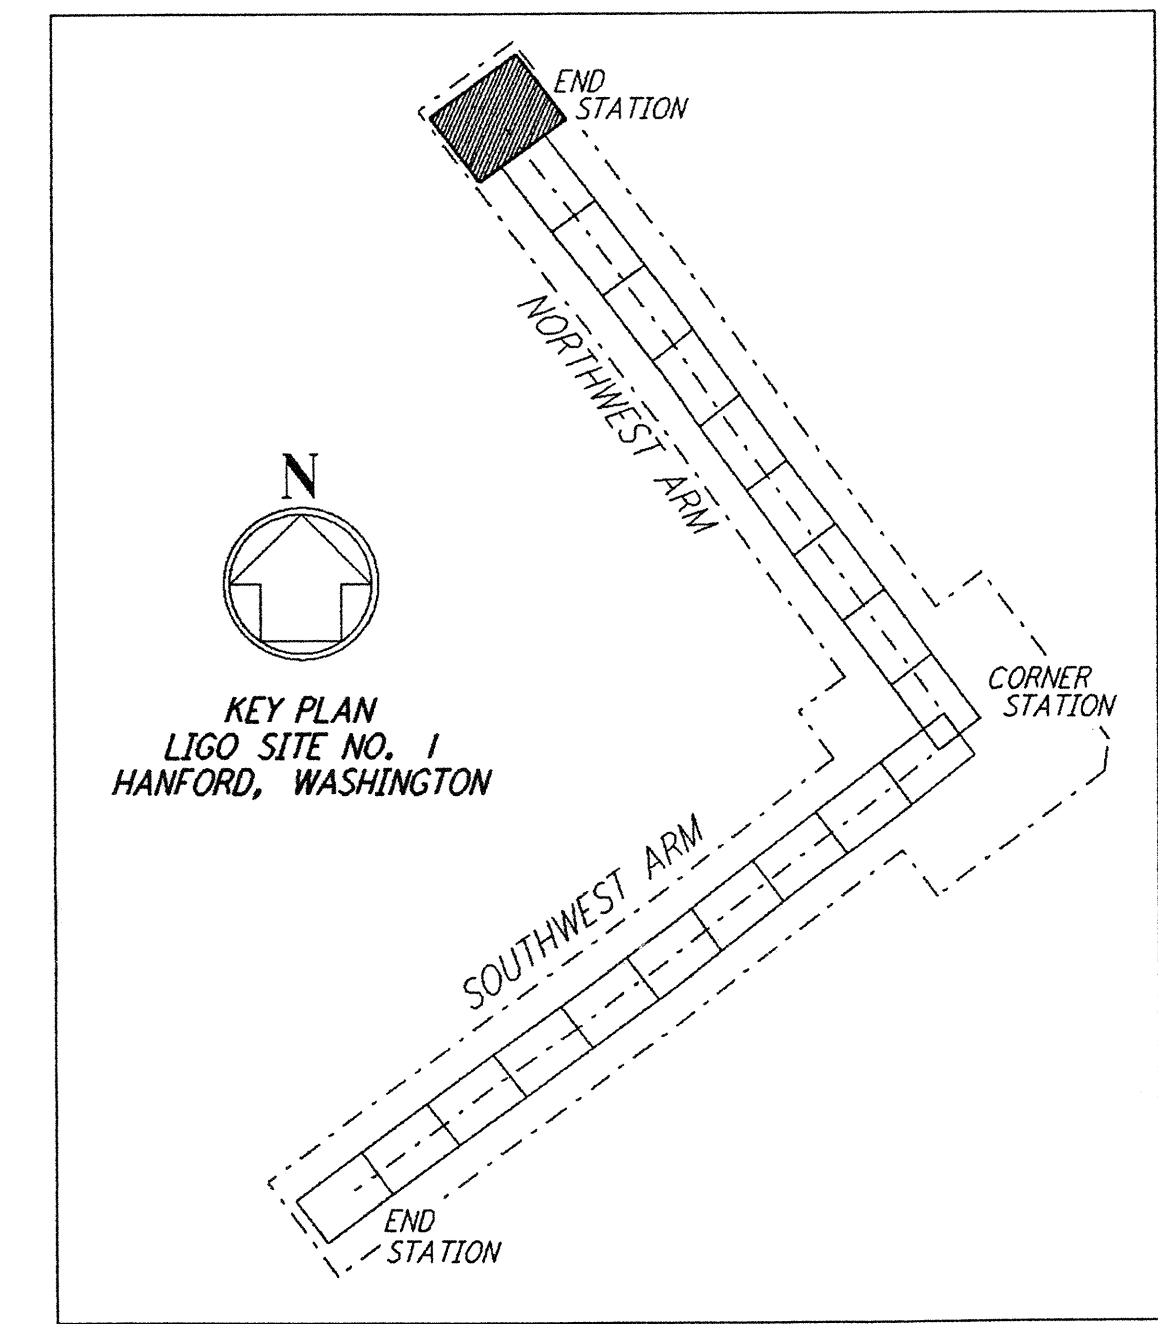 END
STATION
NORTHWEST ARM
N
CORNER
STATION
KEY PLAN
LIGO SITE NO. 1
HANFORD, WASHINGTON
SOUTHWEST ARM
END
STATION